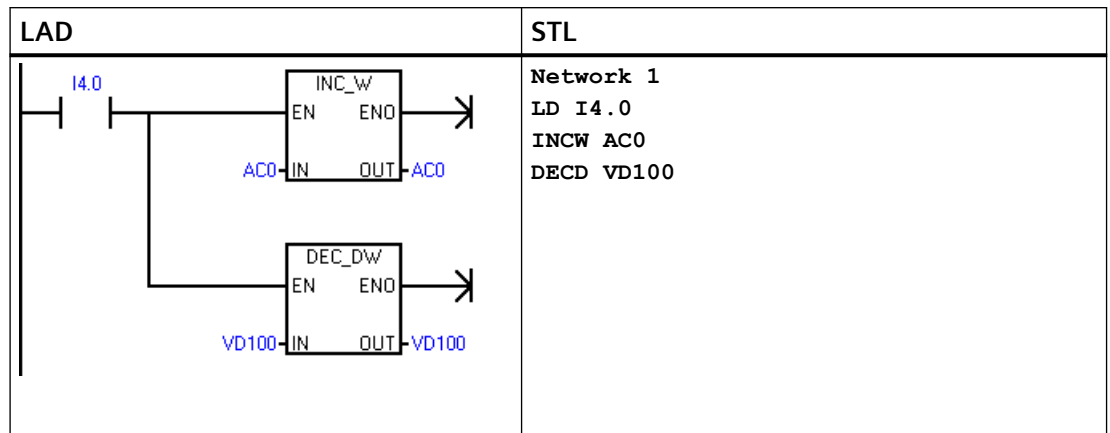 LAD
STL
I4.0
INC_W
EN ENO
AC0 IN OUT AC0
DEC_DW
EN ENO
VD100 IN OUT VD100
Network 1
LD I4.0
INCW AC0
DECD VD100